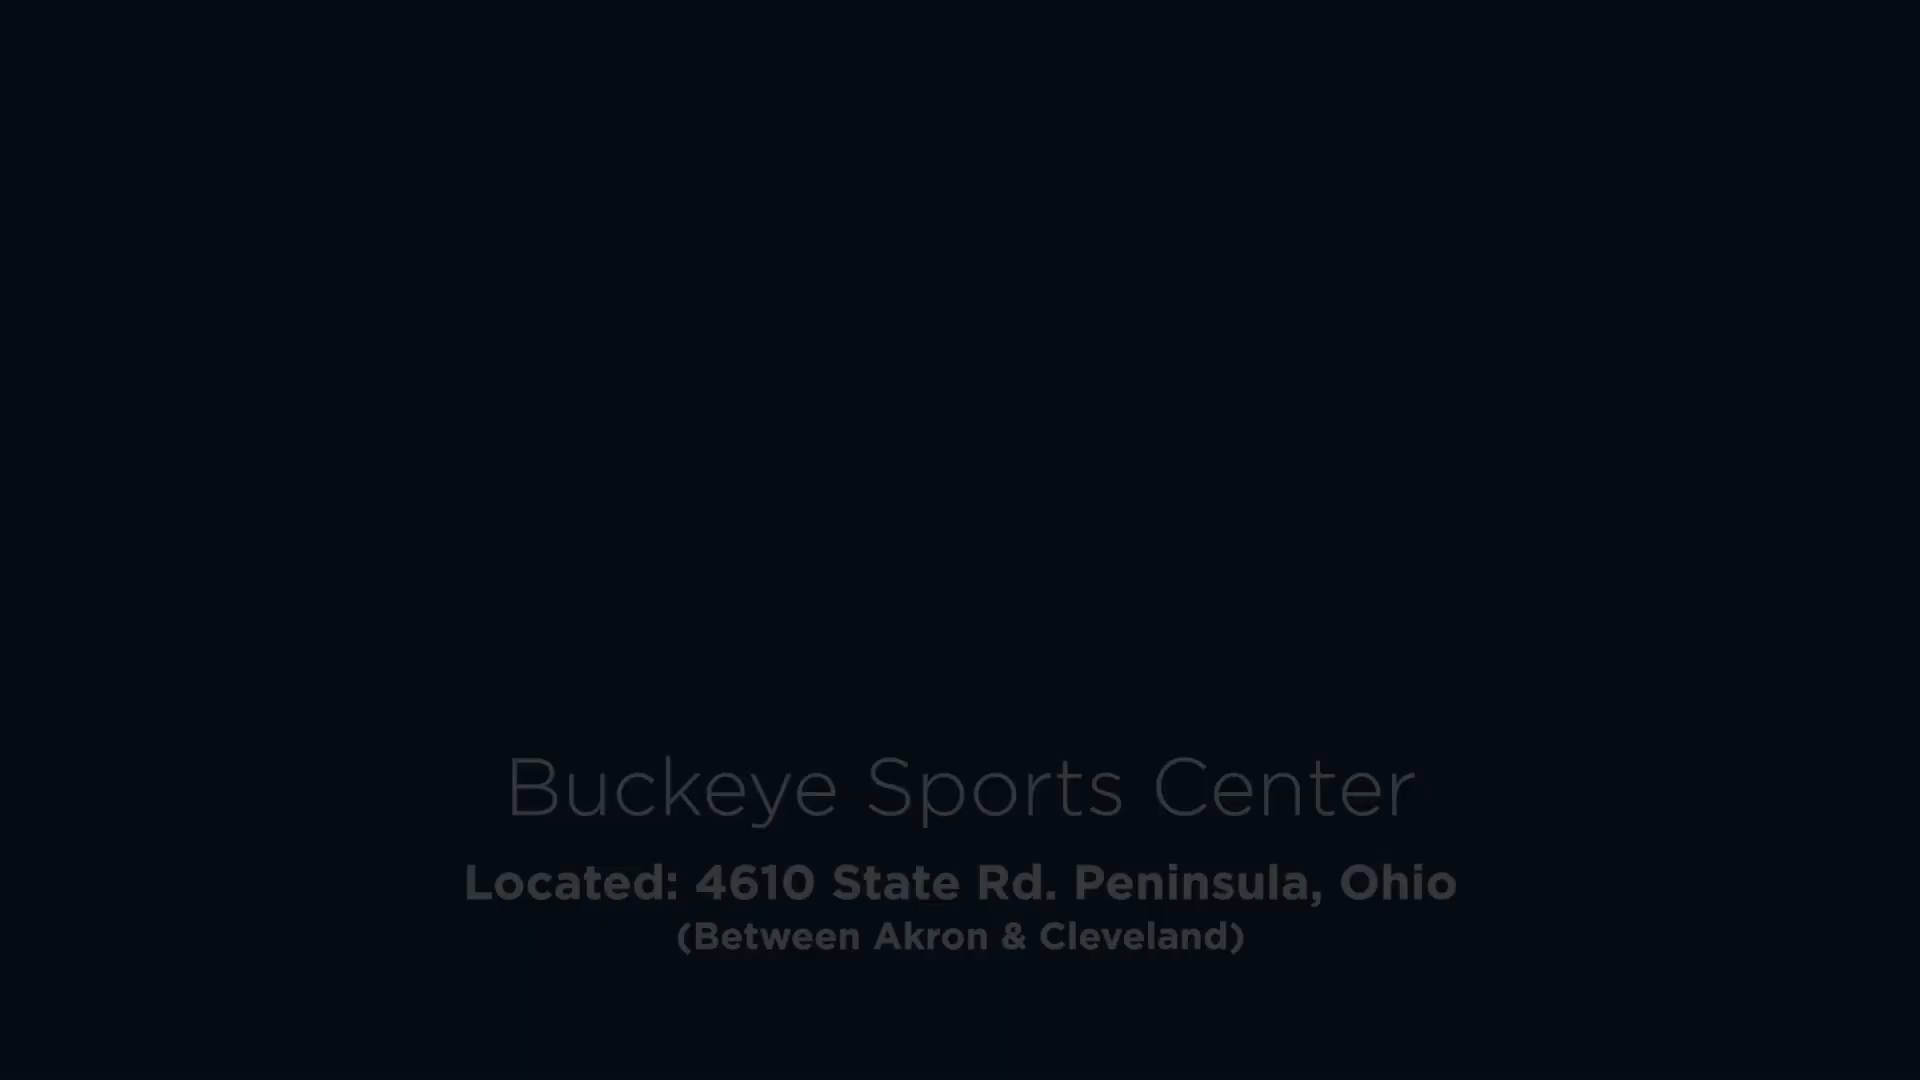 Buckeye Sports Center
Located: 4610 State Rd. Peninsula, Ohio
(Between Akron & Cleveland)